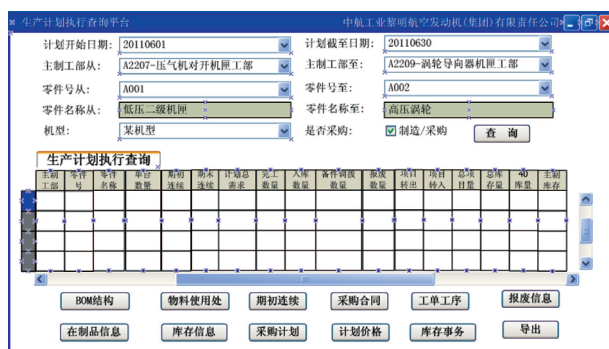 生产计划执行查询平台 中航工业黎明航空发动机(集团)有限责任公司
计划开始日期: 20110601 计划截至日期: 20110630
主制工部从: A2207-压气机对开机匣工部 主制工部至: A2209-涡轮导向器机匣工部
零件号从: A001 零件号至: A002
零件名称从: 低压二级机匣 零件名称至: 高压涡轮
机型: 某机型 是否采购: 制造/采购 查 询
生产计划执行查询
主制 零件 零件 单台 期初 期末 计划总 完工 入库 备件调拨 报废 项目 项目 总项 总库 40 主制
工部 号 名称 数量 连续 连续 需求 数量 数量 数量 数量 转出 转入 目量 存量 库量 库存
BOM结构 物料使用处 期初连续 采购合同 工单工序 报废信息
在制品信息 库存信息 采购计划 计划价格 库存事务 导出